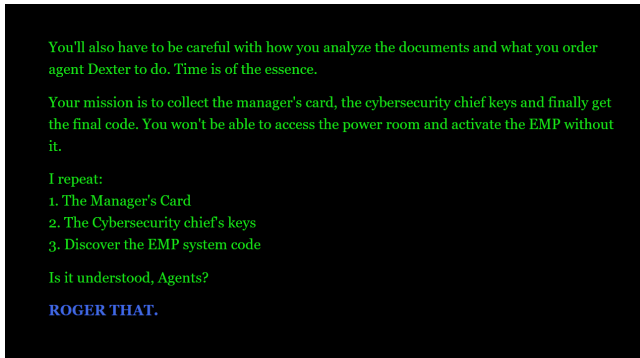 You'll also have to be careful with how you analyze the documents and what you order
agent Dexter to do. Time is of the essence.
Your mission is to collect the manager's card, the cybersecurity chief keys and finally get
the final code. You won't be able to access the power room and activate the EMP without
it.
I repeat:
1. The Manager's Card
2. The Cybersecurity chief's keys
3. Discover the EMP system code
Is it understood, Agents?
ROGER THAT.